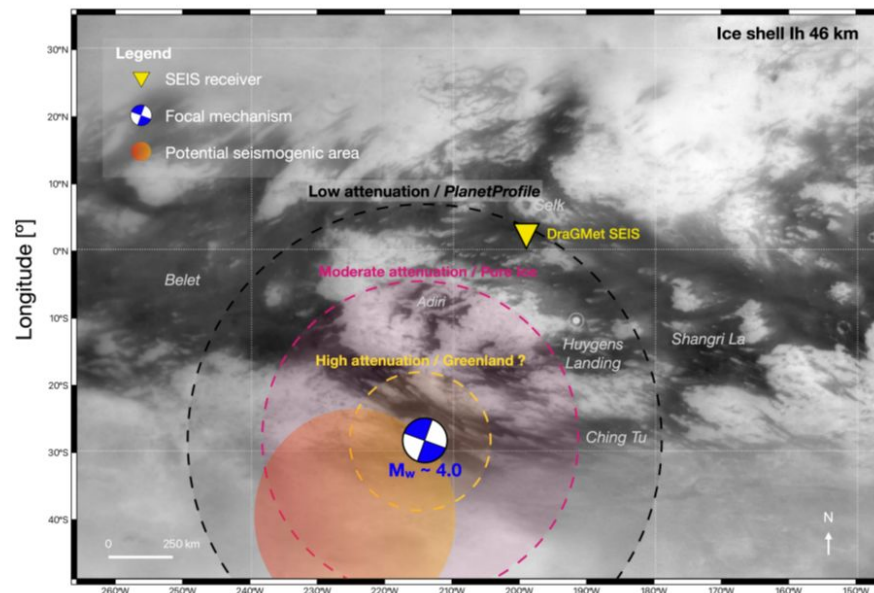 Ice shell Ih 46 km
Legend
SEIS receiver
Focal mechanism
Potential seismogenic area
30°N
20°N
10°N
0°N
10°S
20°S
30°S
40°S
Longitude [°]
Low attenuation / PlanetProfile
Selk
DraGMet SEIS
Moderate attenuation / Pure ice
Belet
Adiri
Huygens
Landing
Shangri La
High attenuation / Greenland ?
Ching Tu
Mw ~ 4.0
0 250 km
N
260°W 250°W 240°W 230°W 220°W 210°W 200°W 190°W 180°W 170°W 160°W 150°W